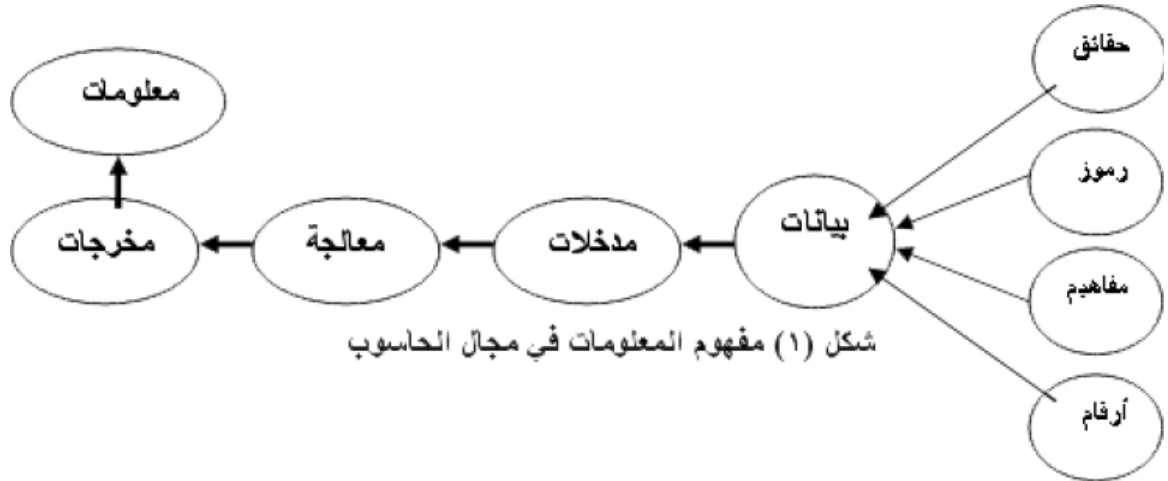 حقائق
رموز
مفاهيم
أرقام
بيانات
مدخلات
معالجة
مخرجات
معلومات
شكل (١) مفهوم المعلومات في مجال الحاسوب